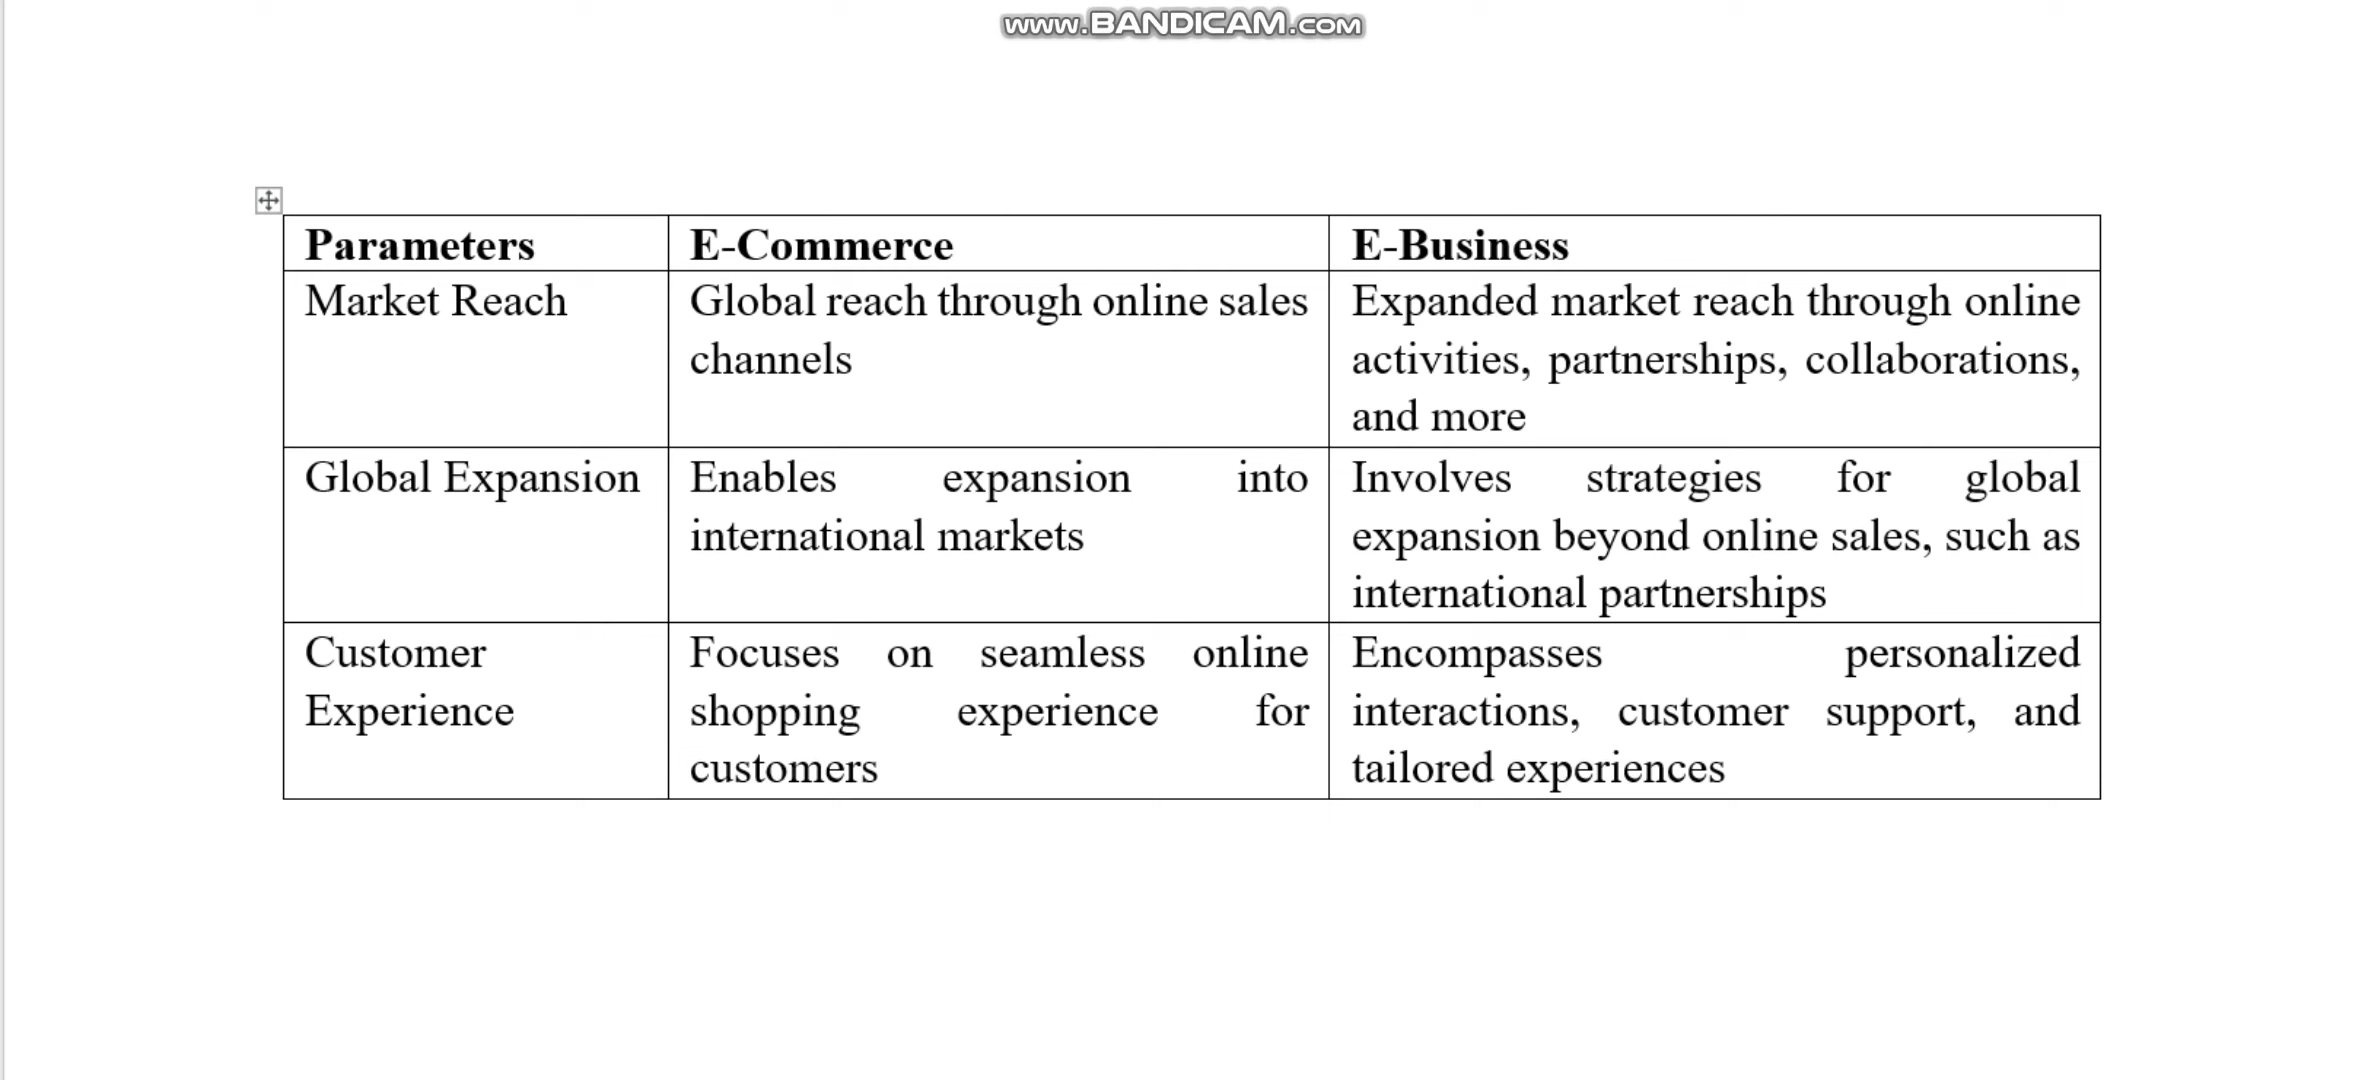 www.BANDICAM.com
Parameters
E-Commerce
E-Business
Market Reach
Global reach through online sales
channels
Expanded market reach through online
activities, partnerships, collaborations,
and more
Global Expansion
Enables expansion into
international markets
Involves strategies for global
expansion beyond online sales, such as
international partnerships
Customer
Experience
Focuses on seamless online
shopping experience for
customers
Encompasses personalized
interactions, customer support, and
tailored experiences